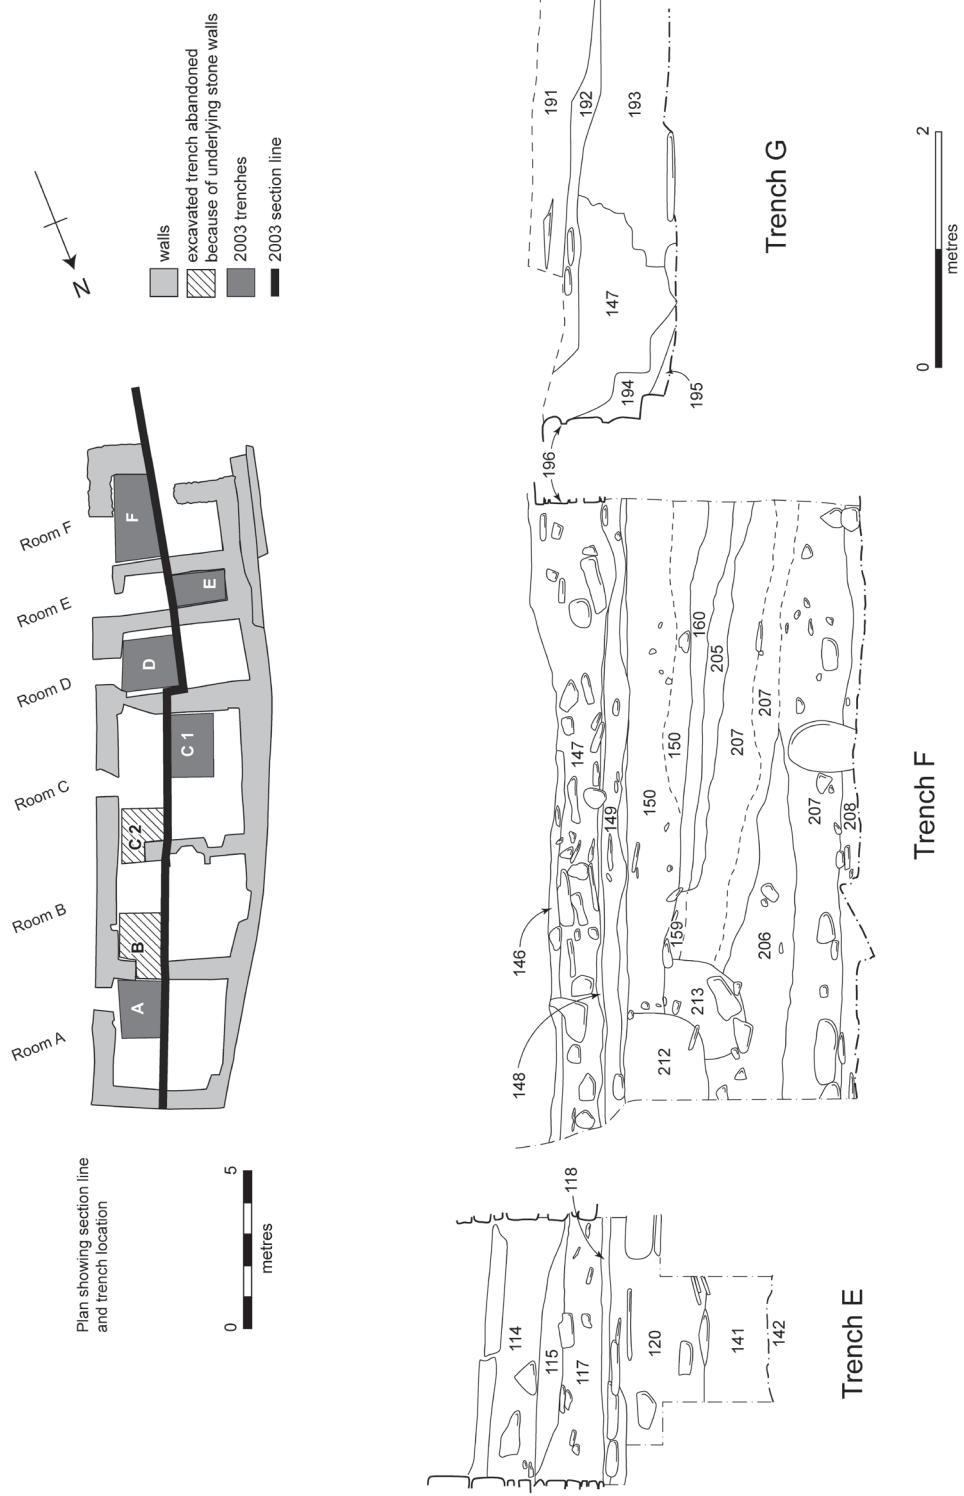 Plan showing section line
and trench location
0
5
metres
Room A
Room B
Room C
Room D
Room E
Room F
A
B
C 2
C 1
D
E
F
N
walls
excavated trench abandoned
because of underlying stone walls
2003 trenches
2003 section line
114
115
117
118
120
141
142
Trench E
146
147
148
149
150
150
159
160
205
207
207
207
206
208
212
213
Trench F
196
191
192
193
147
194
195
Trench G
0
2
metres